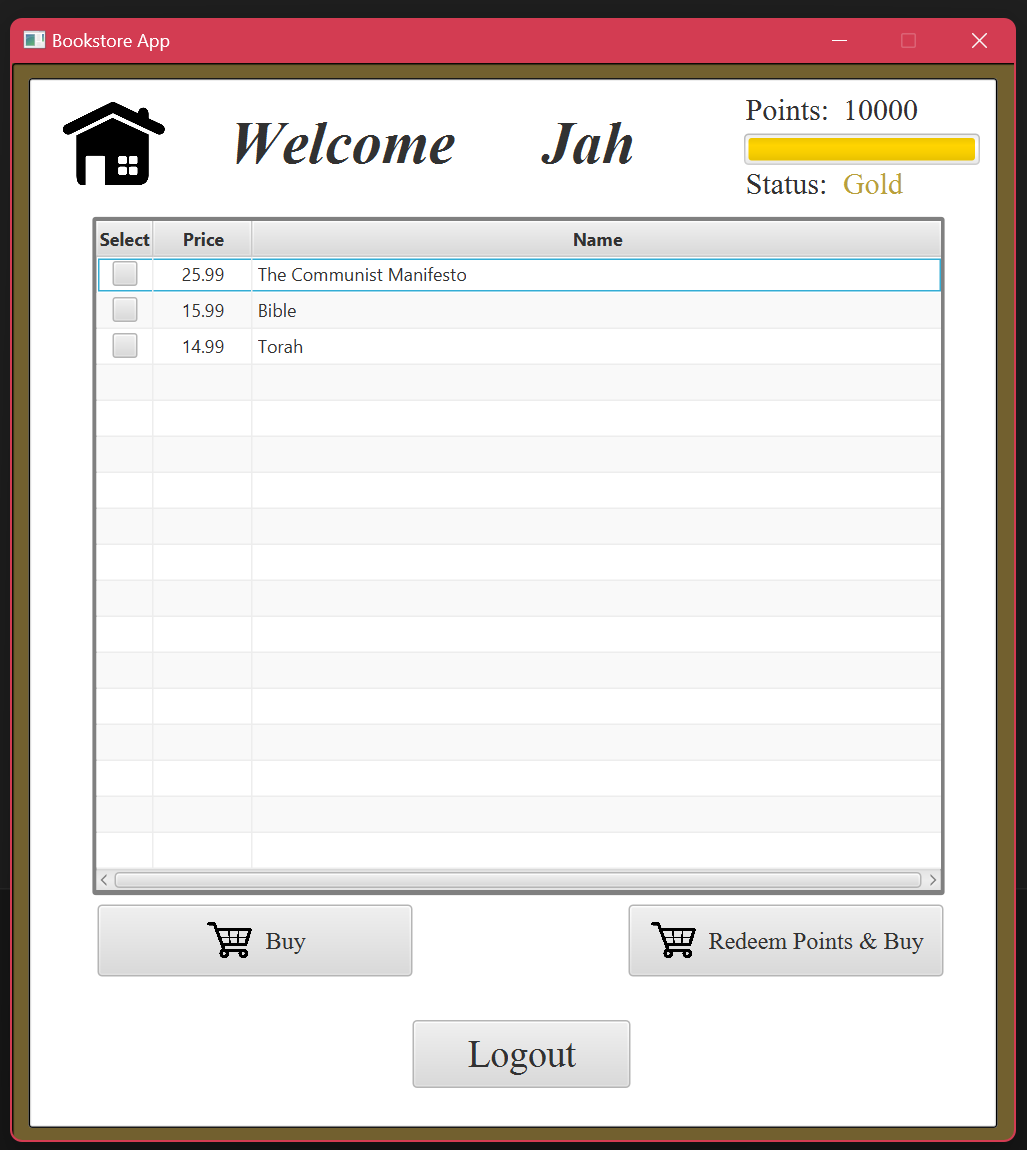 Bookstore App
Welcome Jah
Points: 10000
Status: Gold
Select Price Name
25.99 The Communist Manifesto
15.99 Bible
14.99 Torah
Buy
Redeem Points & Buy
Logout